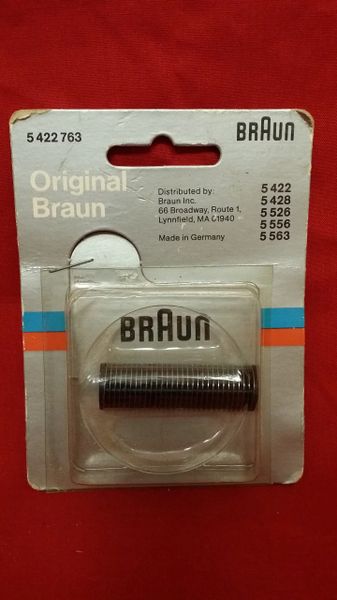 5 422 763
BRAUN
Original
Braun
Distributed by:
Braun Inc.
66 Broadway, Route 1,
Lynnfield, MA 01940
Made in Germany
5 422
5 428
5 526
5 556
5 563
BRAUN